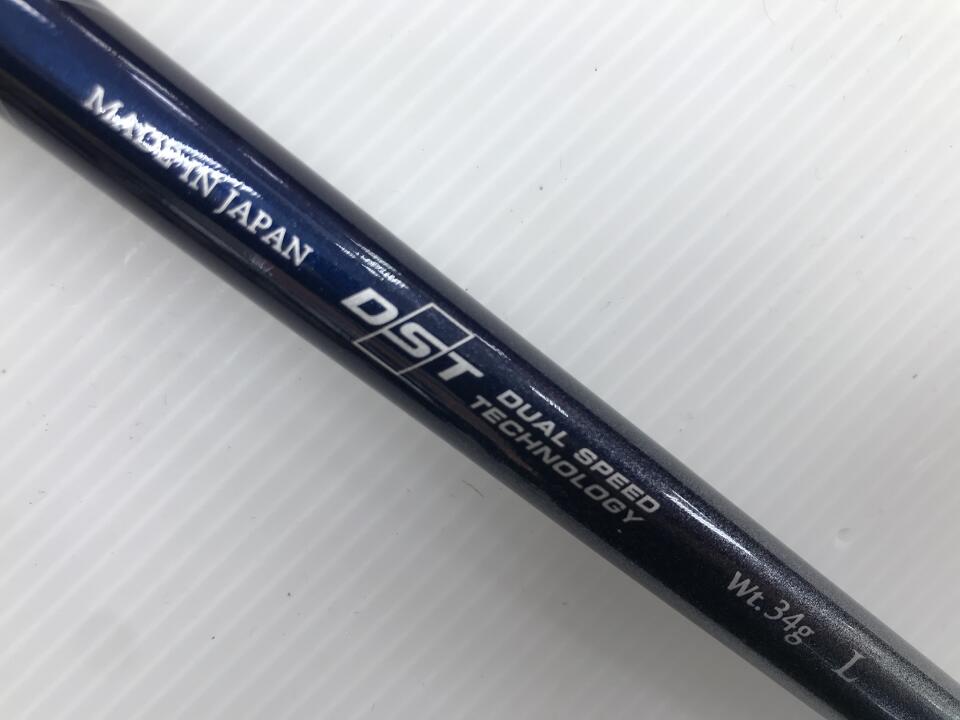 MADE IN JAPAN
DST
DUAL SPEED
TECHNOLOGY
Wt. 34g L